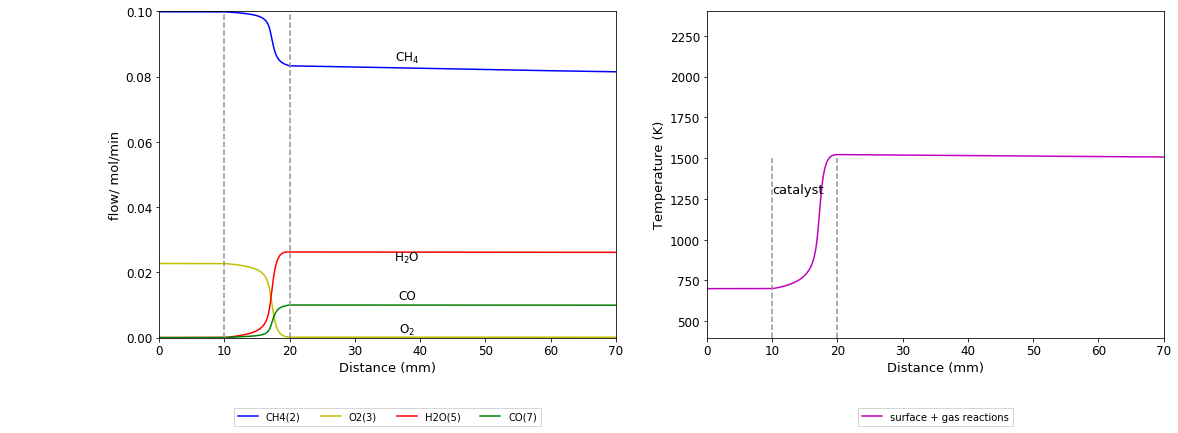 flow/ mol/min
0.10
0.08
0.06
0.04
0.02
0.00
CH₄
H₂O
CO
O₂
0 10 20 30 40 50 60 70
Distance (mm)
CH4(2) O2(3) H2O(5) CO(7)
Temperature (K)
2250
2000
1750
1500
1250
1000
750
500
catalyst
0 10 20 30 40 50 60 70
Distance (mm)
surface + gas reactions